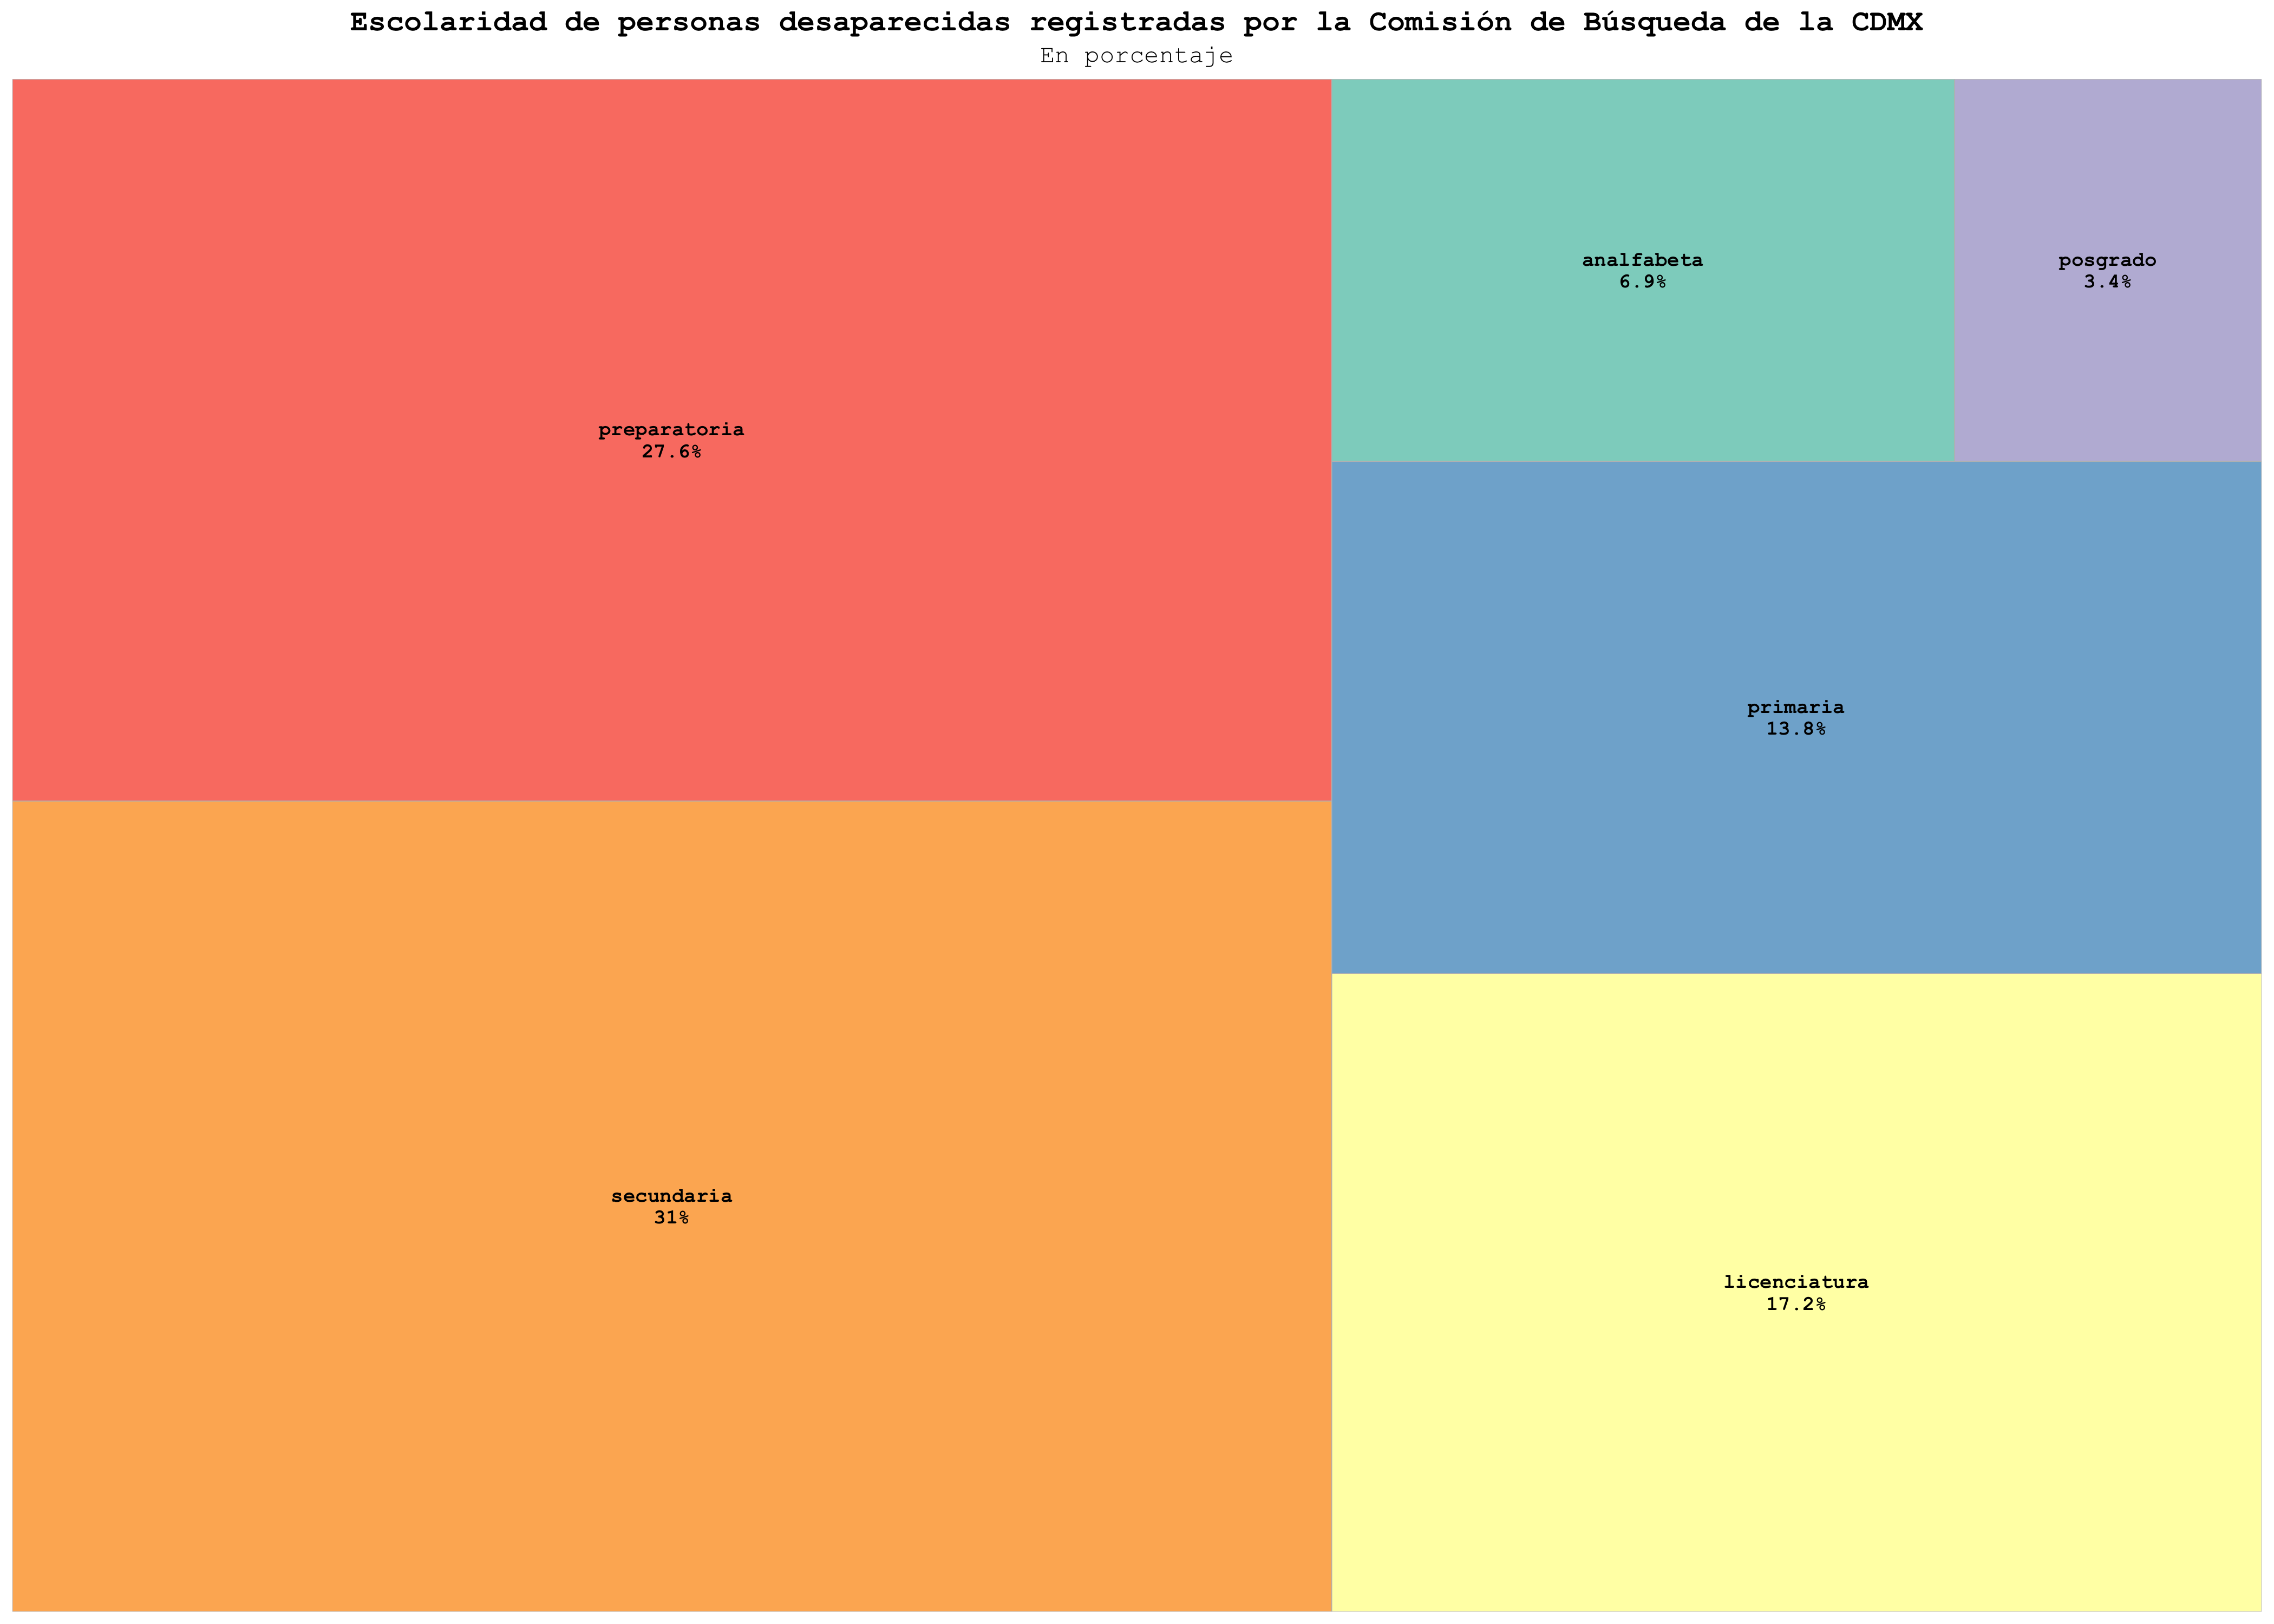 Escolaridad de personas desaparecidas registradas por la Comisión de Búsqueda de la CDMX
En porcentaje
preparatoria
27.6%
secundaria
31%
analfabeta
6.9%
posgrado
3.4%
primaria
13.8%
licenciatura
17.2%